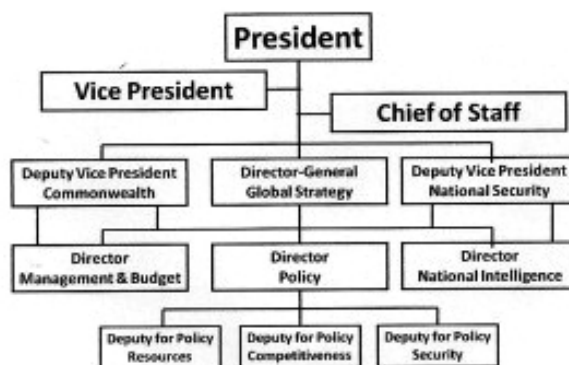 President
Vice President
Chief of Staff
Deputy Vice President
Commonwealth
Director-General
Global Strategy
Deputy Vice President
National Security
Director
Management & Budget
Director
Policy
Director
National Intelligence
Deputy for Policy
Resources
Deputy for Policy
Competitiveness
Deputy for Policy
Security